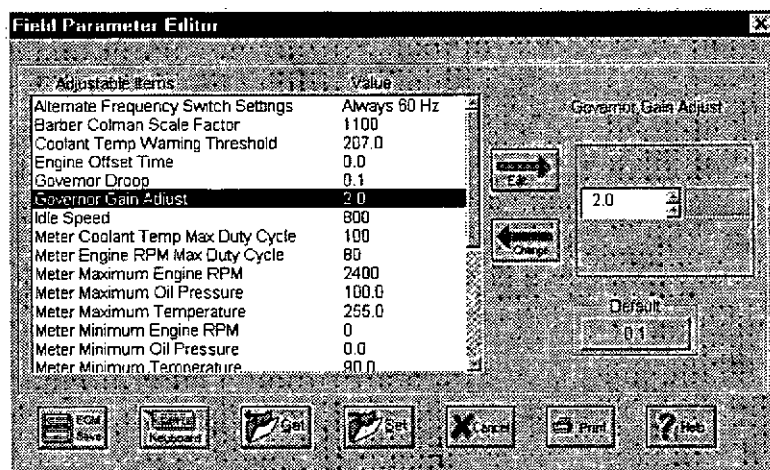 Field Parameter Editor
Adjustable Items Value
Alternate Frequency Switch Settings Always 60 Hz
Barber Colman Scale Factor 1100
Coolant Temp Warning Threshold 207.0
Engine Offset Time 0.0
Governor Droop 0.1
Governor Gain Adjust 2.0
Idle Speed 800
Meter Coolant Temp Max Duty Cycle 100
Meter Engine RPM Max Duty Cycle 80
Meter Maximum Engine RPM 2400
Meter Maximum Oil Pressure 100.0
Meter Maximum Temperature 255.0
Meter Minimum Engine RPM 0
Meter Minimum Oil Pressure 0.0
Meter Minimum Temperature 90.0
Edit
Change
Governor Gain Adjust
2.0
Default
0.1
ECM Save
Keyboard
Get
Set
Cancel
Print
Help